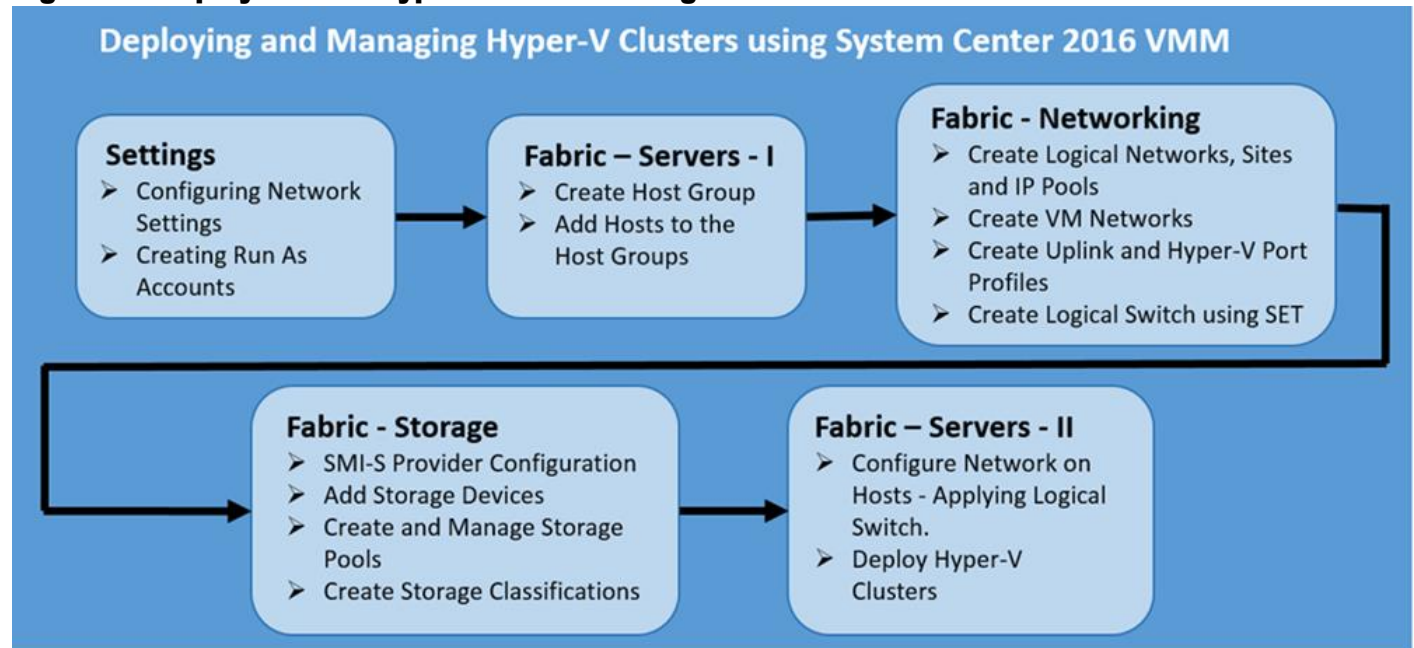 Deploying and Managing Hyper-V Clusters using System Center 2016 VMM
Settings
➢ Configuring Network
Settings
➢ Creating Run As
Accounts
Fabric – Servers - I
➢ Create Host Group
➢ Add Hosts to the
Host Groups
Fabric - Networking
➢ Create Logical Networks, Sites
and IP Pools
➢ Create VM Networks
➢ Create Uplink and Hyper-V Port
Profiles
➢ Create Logical Switch using SET
Fabric - Storage
➢ SMI-S Provider Configuration
➢ Add Storage Devices
➢ Create and Manage Storage
Pools
➢ Create Storage Classifications
Fabric – Servers - II
➢ Configure Network on
Hosts - Applying Logical
Switch.
➢ Deploy Hyper-V
Clusters